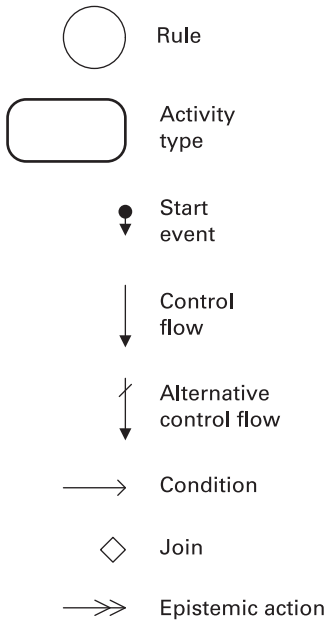 Rule
Activity
type
Start
event
Control
flow
Alternative
control flow
Condition
Join
Epistemic action